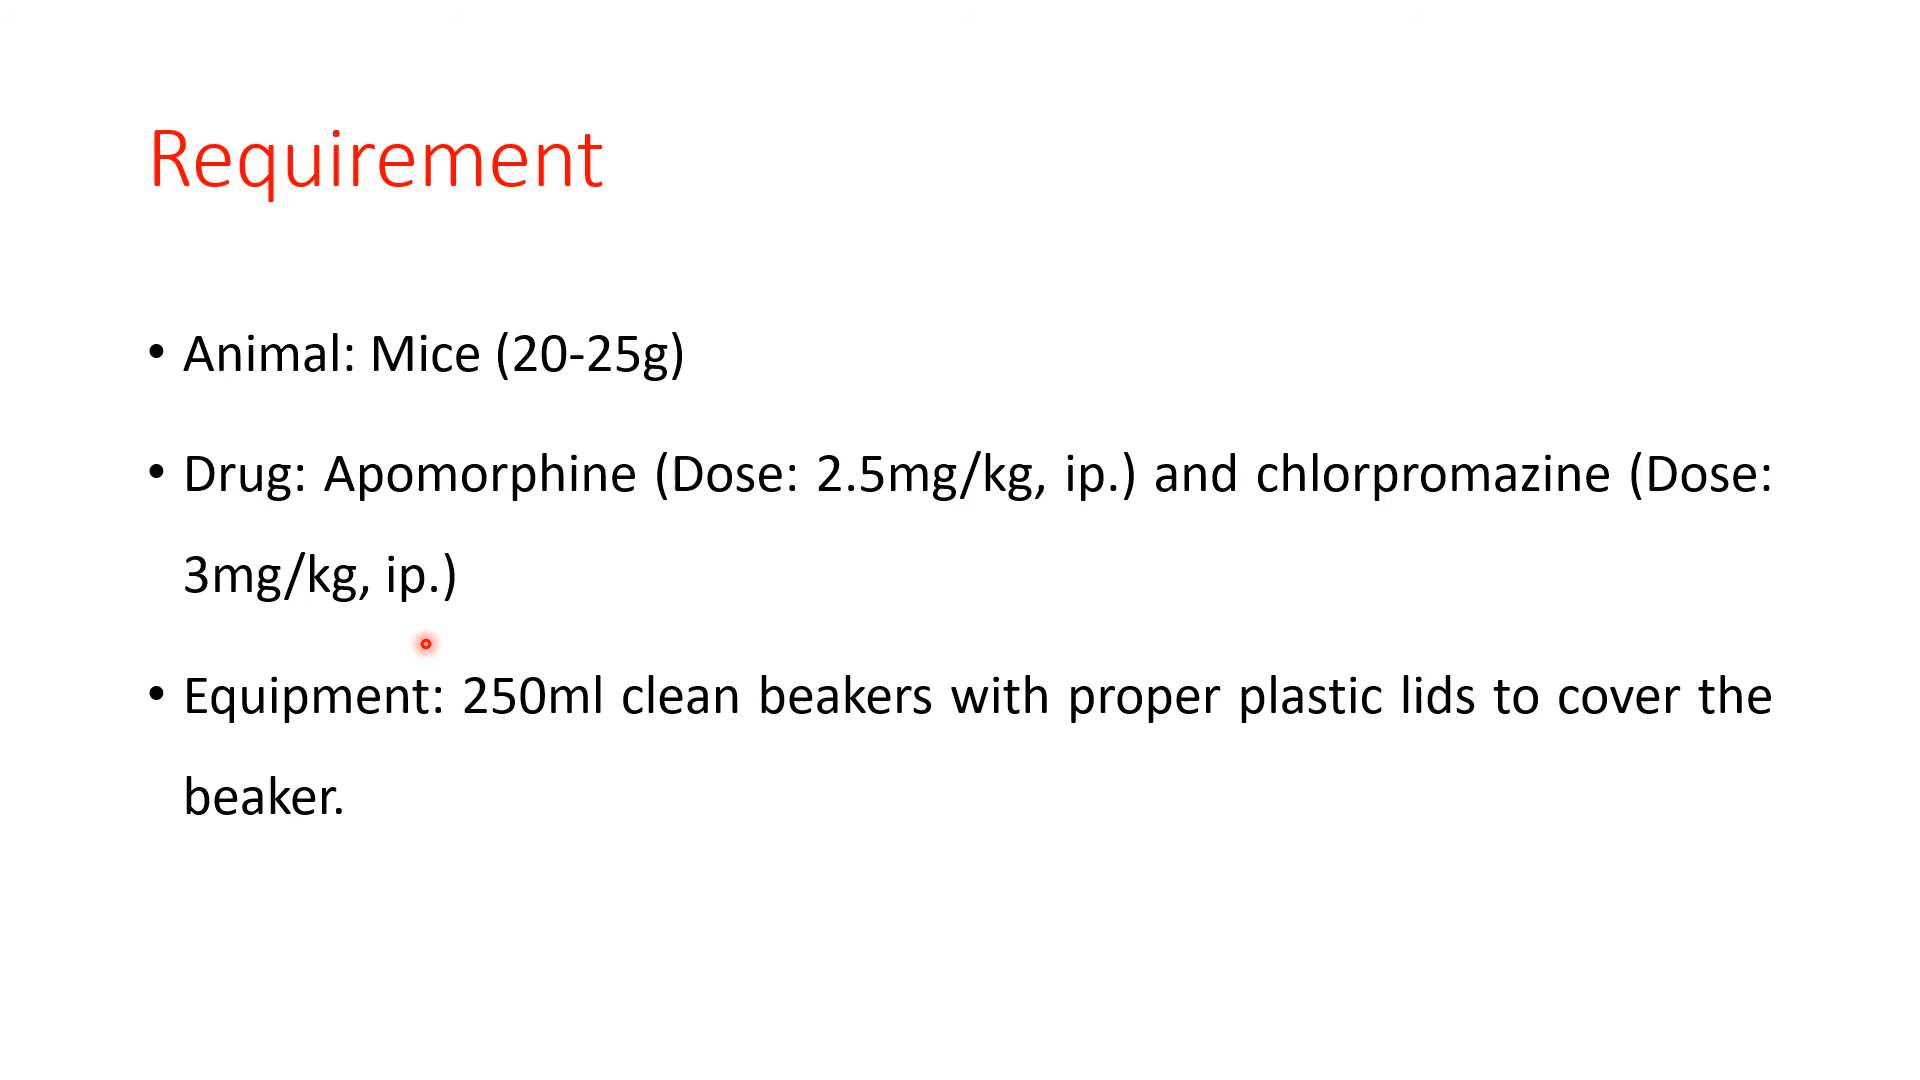 Requirement
• Animal: Mice (20-25g)
• Drug: Apomorphine (Dose: 2.5mg/kg, ip.) and chlorpromazine (Dose:
3mg/kg, ip.)
• Equipment: 250ml clean beakers with proper plastic lids to cover the
beaker.